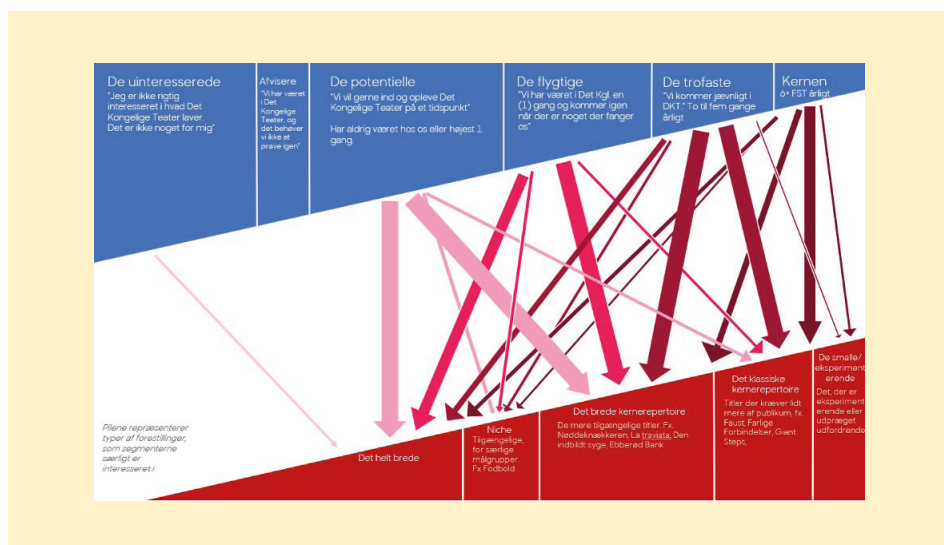 De uinteresserede
"Jeg er ikke rigtig
interesseret i hvad Det
Kongelige Teater laver.
Det er ikke noget for mig"
Afvisere
"Vi har været
i Det
Kongelige
Teater, og
det behøver
vi ikke at
prøve igen"
De potentielle
"Vi vil gerne ind og opleve Det
Kongelige Teater på et tidspunkt"
Har aldrig været hos os eller højest 1
gang.
De flygtige
"Vi har været i Det Kgl. en
(1) gang og kommer igen
når der er noget der fanger
os"
De trofaste
"Vi kommer jævnligt i
DKT." To til fem gange
årligt
Kernen
6+ FST årligt
Pilene repræsenterer
typer af forestillinger,
som segmenterne
særligt er
interesseret i
Det helt brede
Niche
Tilgængelige,
for særlige
målgrupper.
Fx Fodbold
Det brede kernerepertoire
De mere tilgængelige titler. Fx.
Nøddeknækkeren, La traviata, Den
indbildt syge, Ebberød Bank
Det klassiske
kernerepertoire
Titler der kræver lidt
mere af publikum, fx.
Faust, Farlige
Forbindelser, Giant
Steps,
De smalle/
eksperiment
erende
Det, der er
eksperiment
erende eller
udpræget
udfordrende